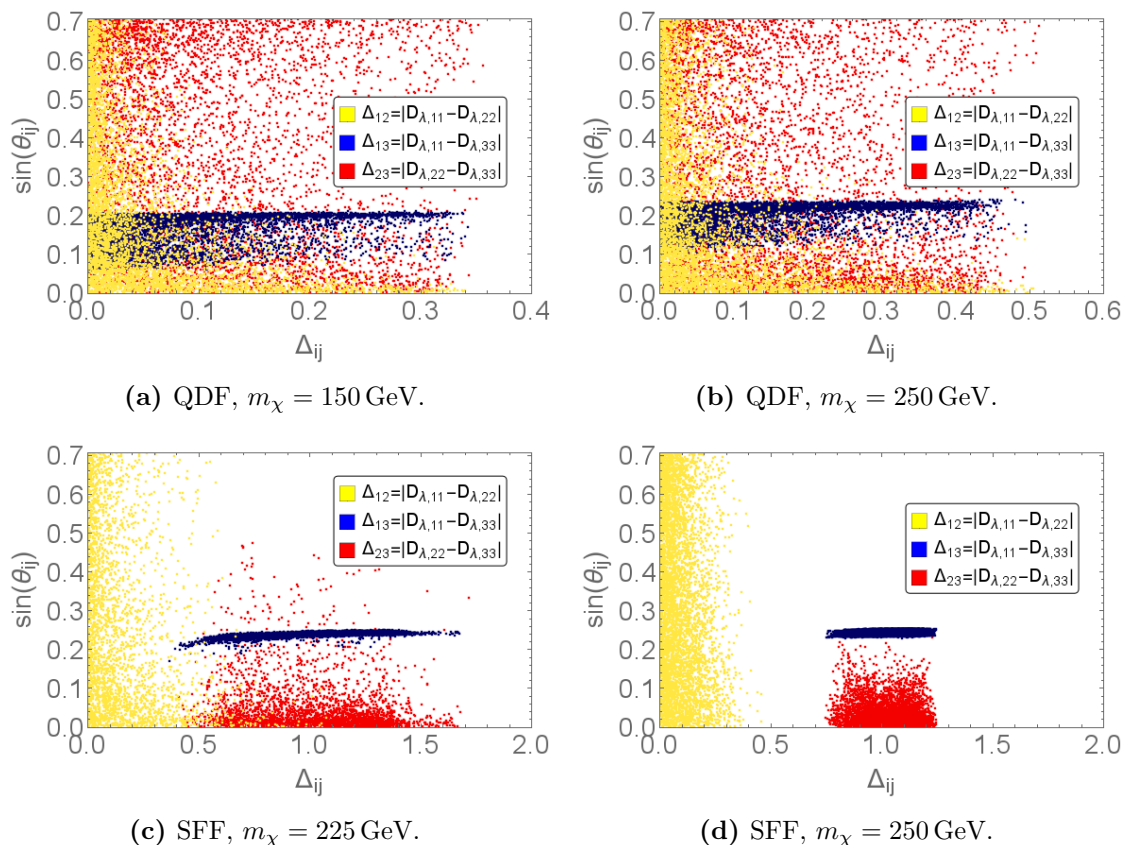 0.7
0.6
0.5
0.4
0.3
0.2
0.1
0.0
sin(θij)
Δ12=|Dλ,11−Dλ,22|
Δ13=|Dλ,11−Dλ,33|
Δ23=|Dλ,22−Dλ,33|
0.0 0.1 0.2 0.3 0.4
Δij
(a) QDF, mχ = 150 GeV.
0.7
0.6
0.5
0.4
0.3
0.2
0.1
0.0
sin(θij)
Δ12=|Dλ,11−Dλ,22|
Δ13=|Dλ,11−Dλ,33|
Δ23=|Dλ,22−Dλ,33|
0.0 0.1 0.2 0.3 0.4 0.5 0.6
Δij
(b) QDF, mχ = 250 GeV.
0.7
0.6
0.5
0.4
0.3
0.2
0.1
0.0
sin(θij)
Δ12=|Dλ,11−Dλ,22|
Δ13=|Dλ,11−Dλ,33|
Δ23=|Dλ,22−Dλ,33|
0.0 0.5 1.0 1.5 2.0
Δij
(c) SFF, mχ = 225 GeV.
0.7
0.6
0.5
0.4
0.3
0.2
0.1
0.0
sin(θij)
Δ12=|Dλ,11−Dλ,22|
Δ13=|Dλ,11−Dλ,33|
Δ23=|Dλ,22−Dλ,33|
0.0 0.5 1.0 1.5 2.0
Δij
(d) SFF, mχ = 250 GeV.